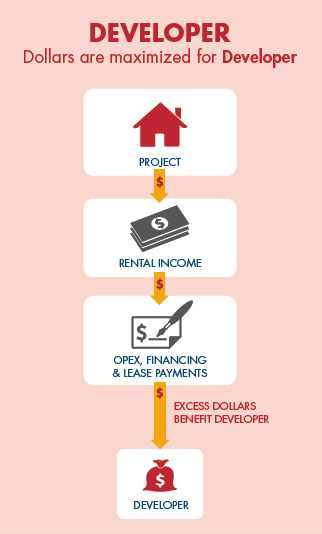 DEVELOPER
Dollars are maximized for Developer
PROJECT
$
$
RENTAL INCOME
$
$
OPEX, FINANCING
& LEASE PAYMENTS
$
EXCESS DOLLARS
BENEFIT DEVELOPER
$
DEVELOPER